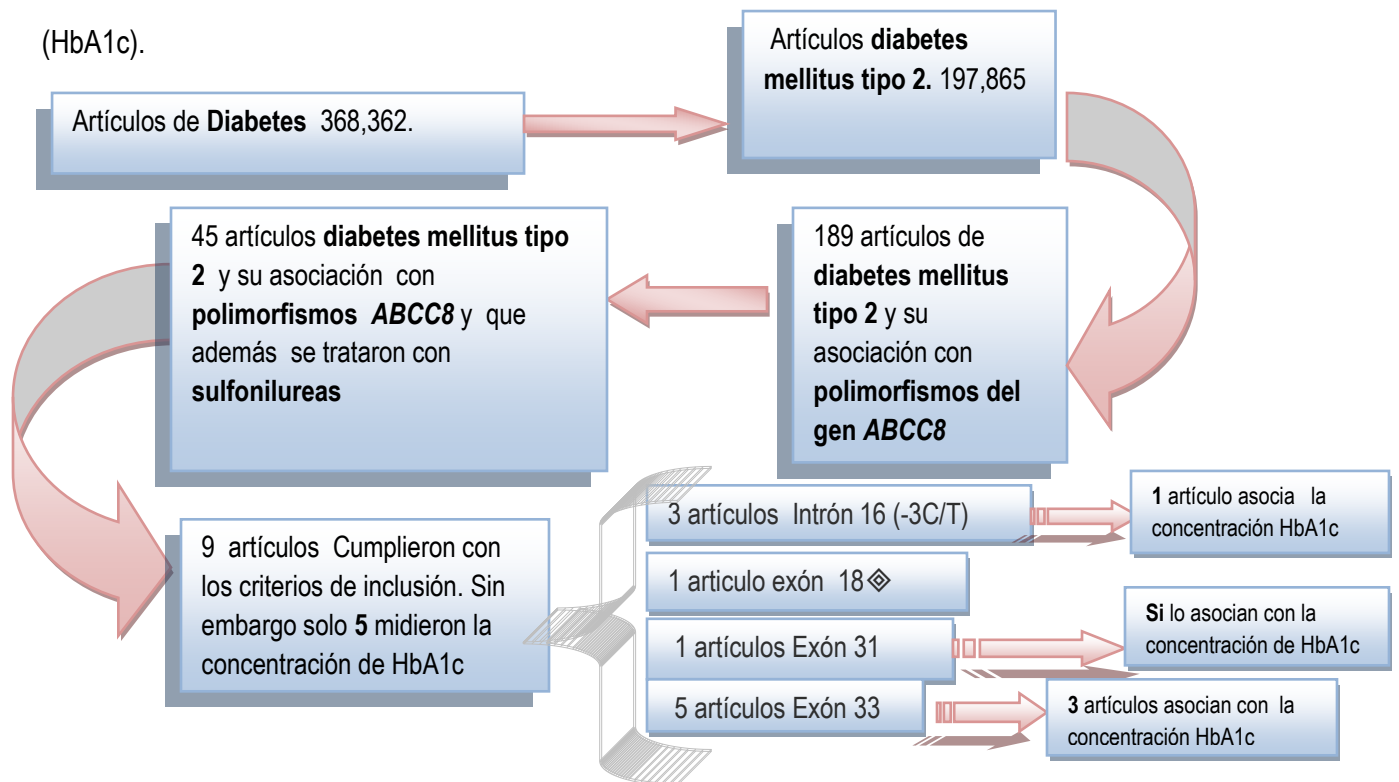 (HbA1c).
Artículos de Diabetes 368,362.
Artículos diabetes
mellitus tipo 2. 197,865
189 artículos de
diabetes mellitus
tipo 2 y su
asociación con
polimorfismos del
gen ABCC8
45 artículos diabetes mellitus tipo
2 y su asociación con
polimorfismos ABCC8 y que
además se trataron con
sulfonilureas
9 artículos Cumplieron con
los criterios de inclusión. Sin
embargo solo 5 midieron la
concentración de HbA1c
3 artículos Intrón 16 (-3C/T)
1 artículo asocia la
concentración HbA1c
1 articulo exón 18
1 artículos Exón 31
Si lo asocian con la
concentración de HbA1c
5 artículos Exón 33
3 artículos asocian con la
concentración HbA1c